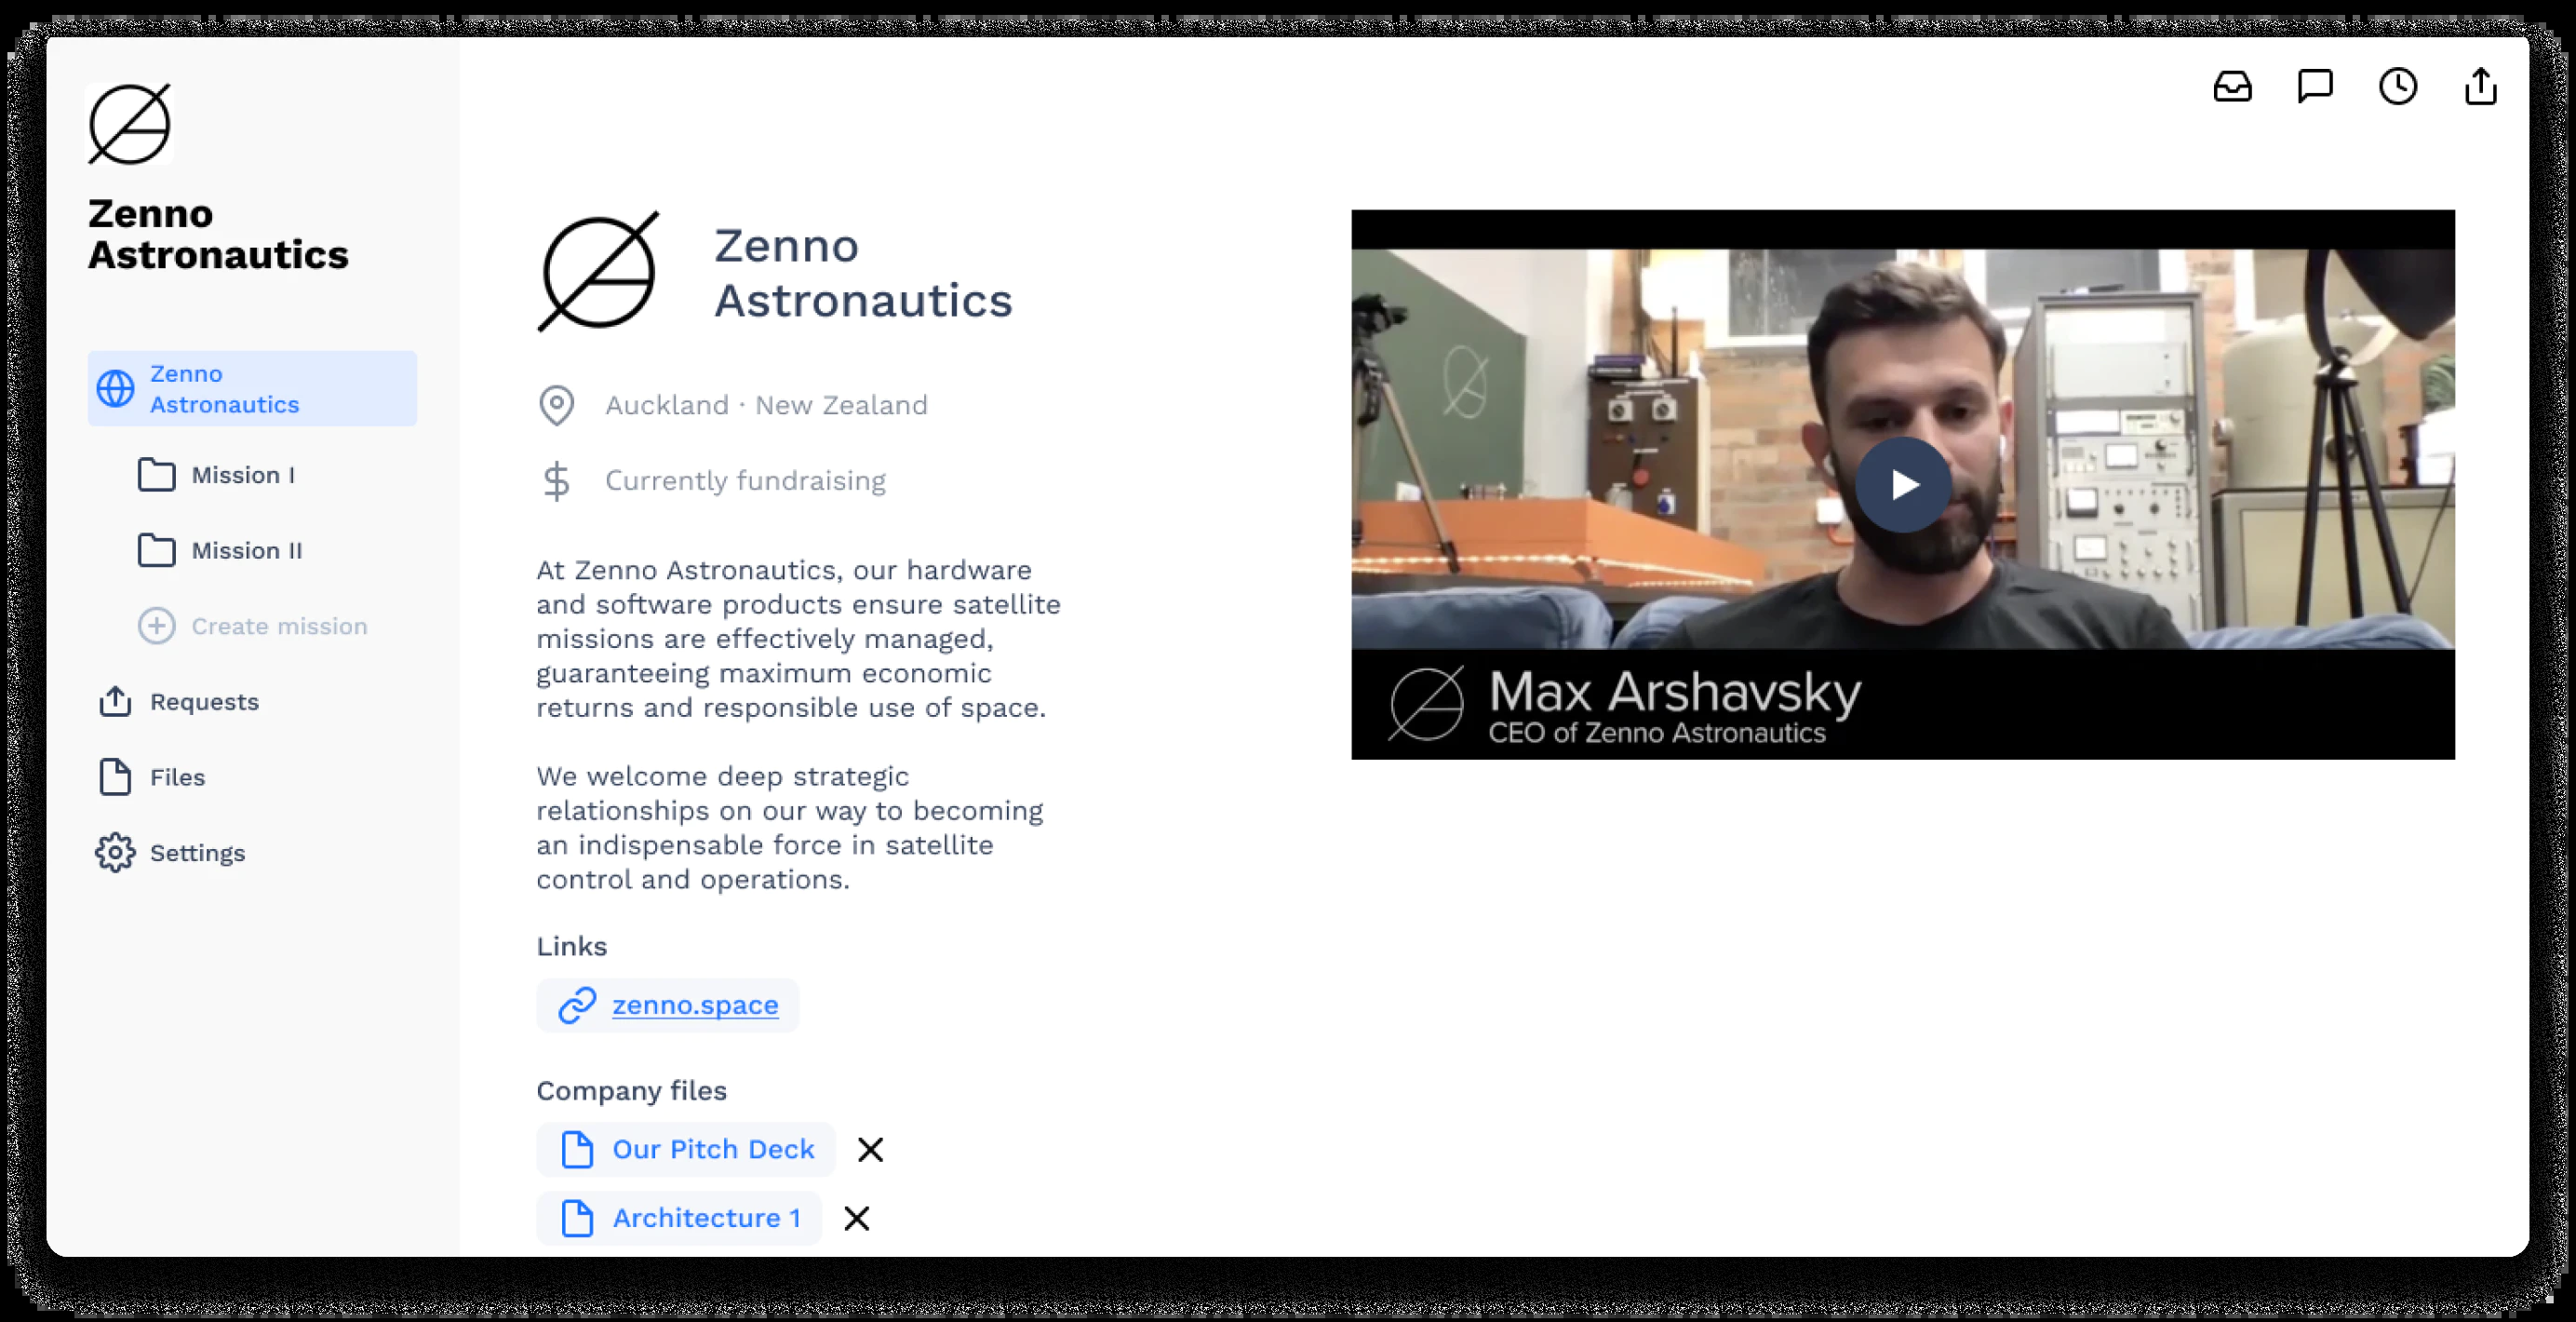 Zenno
Astronautics
Zenno
Astronautics
Mission I
Mission II
Create mission
Requests
Files
Settings
Zenno
Astronautics
Auckland · New Zealand
Currently fundraising
At Zenno Astronautics, our hardware
and software products ensure satellite
missions are effectively managed,
guaranteeing maximum economic
returns and responsible use of space.
We welcome deep strategic
relationships on our way to becoming
an indispensable force in satellite
control and operations.
Links
zenno.space
Company files
Our Pitch Deck
Architecture 1
Max Arshavsky
CEO of Zenno Astronautics